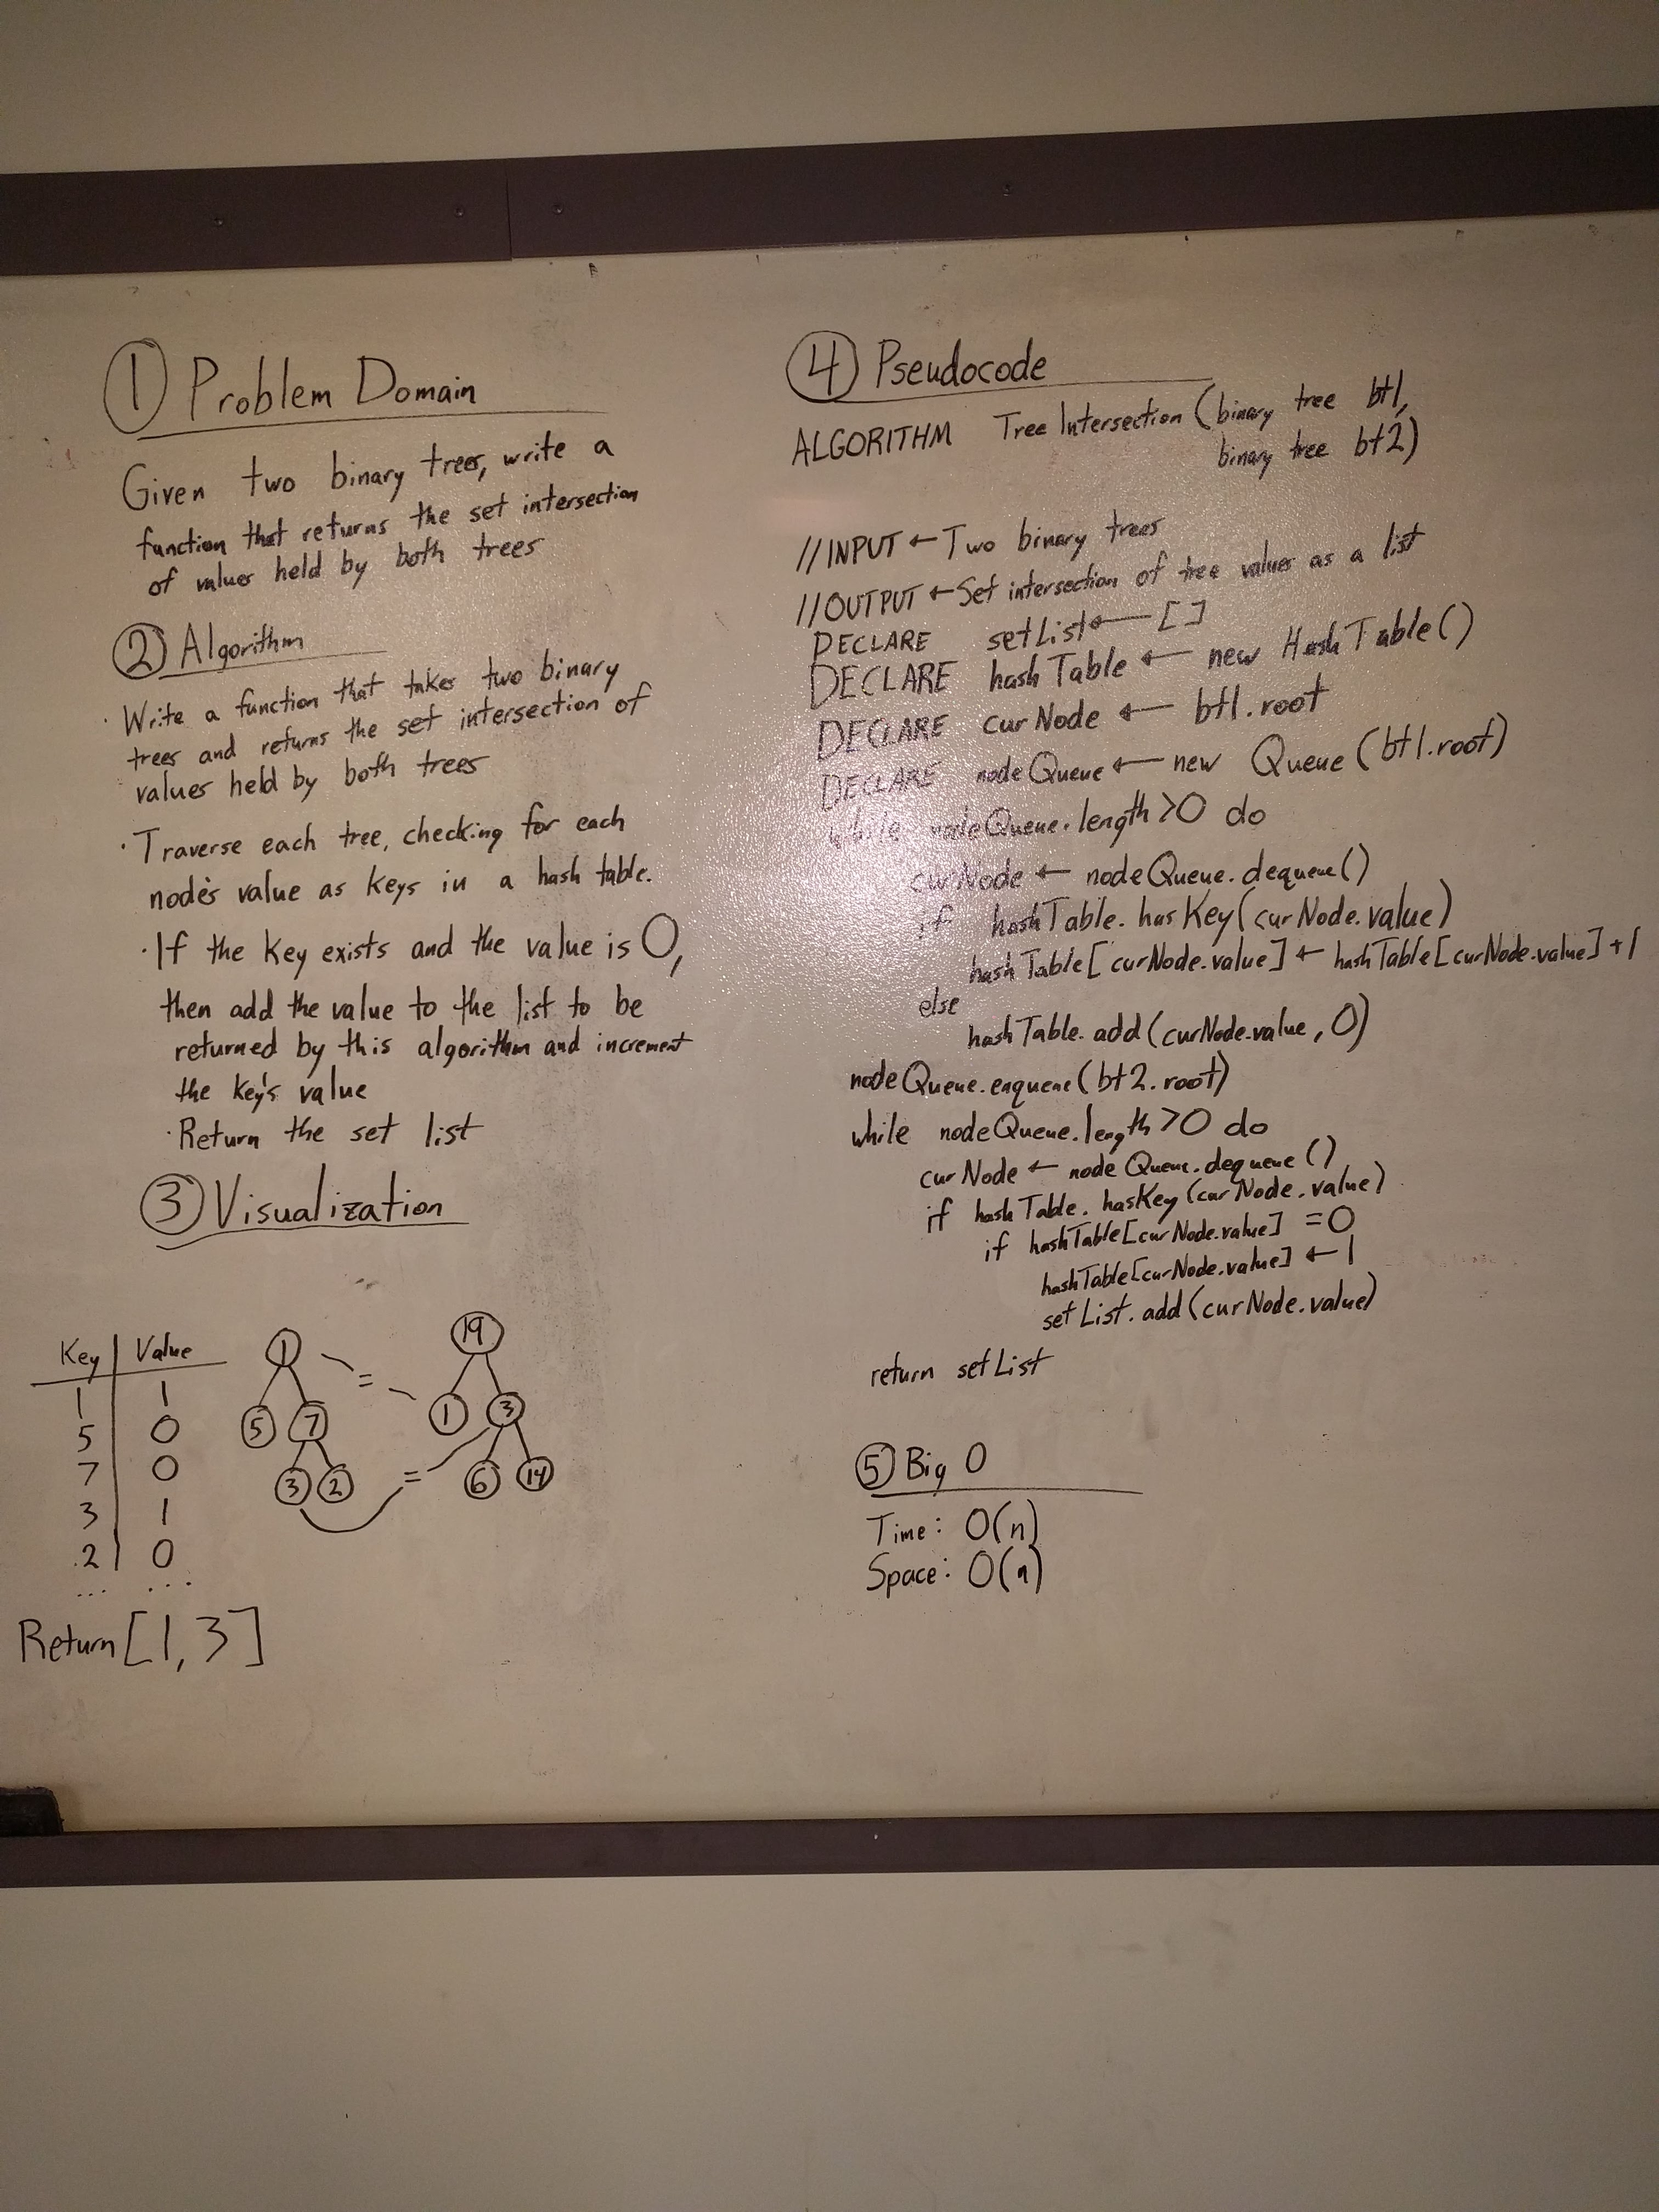 ① Problem Domain
Given two binary trees, write a
function that returns the set intersection
of values held by both trees
② Algorithm
· Write a function that takes two binary
trees and returns the set intersection of
values held by both trees
· Traverse each tree, checking for each
node's value as keys in a hash table.
· If the key exists and the value is 0,
then add the value to the list to be
returned by this algorithm and increment
the key's value
· Return the set list
③ Visualization
Key | Value
1 | 1
5 | 0
7 | 0
3 | 1
2 | 0
... ...
1 = 19
5 7 1 3
3 2 = 6 14
Return [1, 3]
④ Pseudocode
ALGORITHM Tree Intersection (binary tree bt1,
binary tree bt2)
// INPUT ← Two binary trees
// OUTPUT ← Set intersection of tree values as a list
DECLARE setList ← []
DECLARE hashTable ← new HashTable()
DECLARE curNode ← bt1.root
DECLARE nodeQueue ← new Queue(bt1.root)
while nodeQueue.length > 0 do
curNode ← nodeQueue.dequeue()
if hashTable.hasKey(curNode.value)
hashTable[curNode.value] ← hashTable[curNode.value] + 1
else
hashTable.add(curNode.value, 0)
nodeQueue.enqueue(bt2.root)
while nodeQueue.length > 0 do
curNode ← nodeQueue.dequeue()
if hashTable.hasKey(curNode.value)
if hashTable[curNode.value] = 0
hashTable[curNode.value] ← 1
setList.add(curNode.value)
return setList
⑤ Big O
Time: O(n)
Space: O(n)